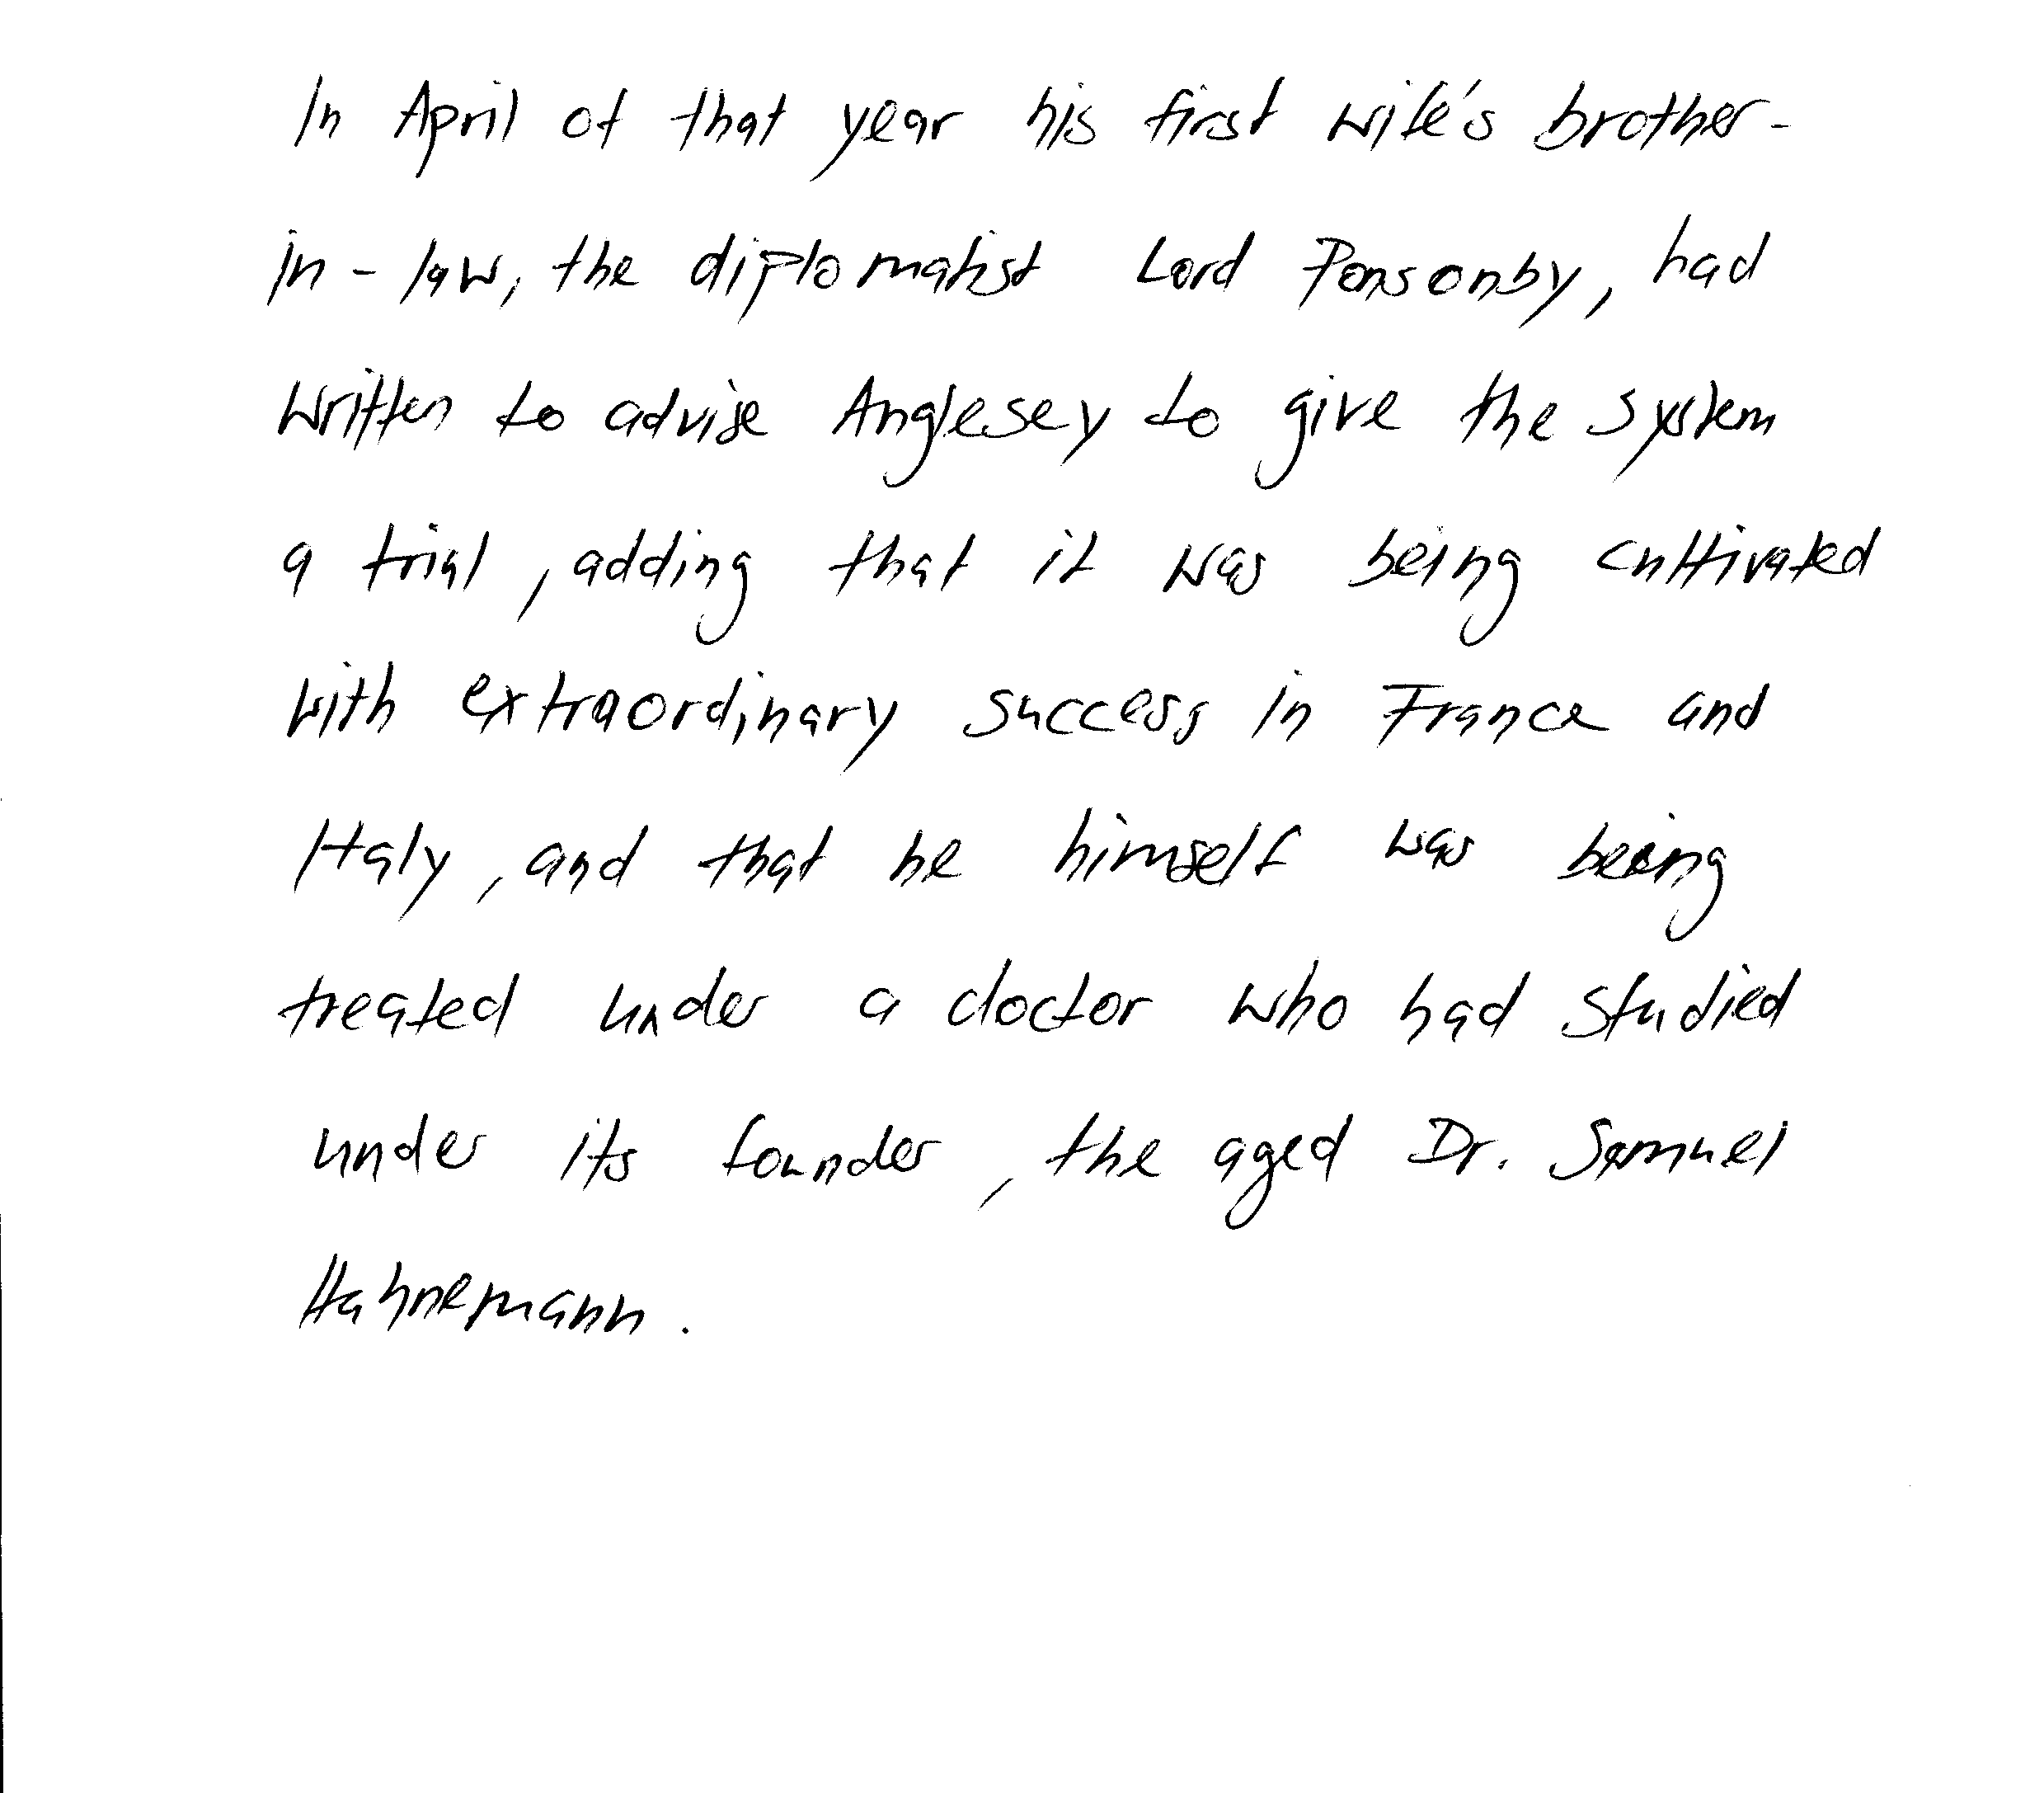 In April of that year his first wife's brother-
in-law, the diplomatist Lord Ponsonby, had
written to advise Anglesey to give the system
a trial, adding that it was being cultivated
with extraordinary success in France and
Italy, and that he himself was being
treated under a doctor who had studied
under its founder, the aged Dr. Samuel
Hahnemann.